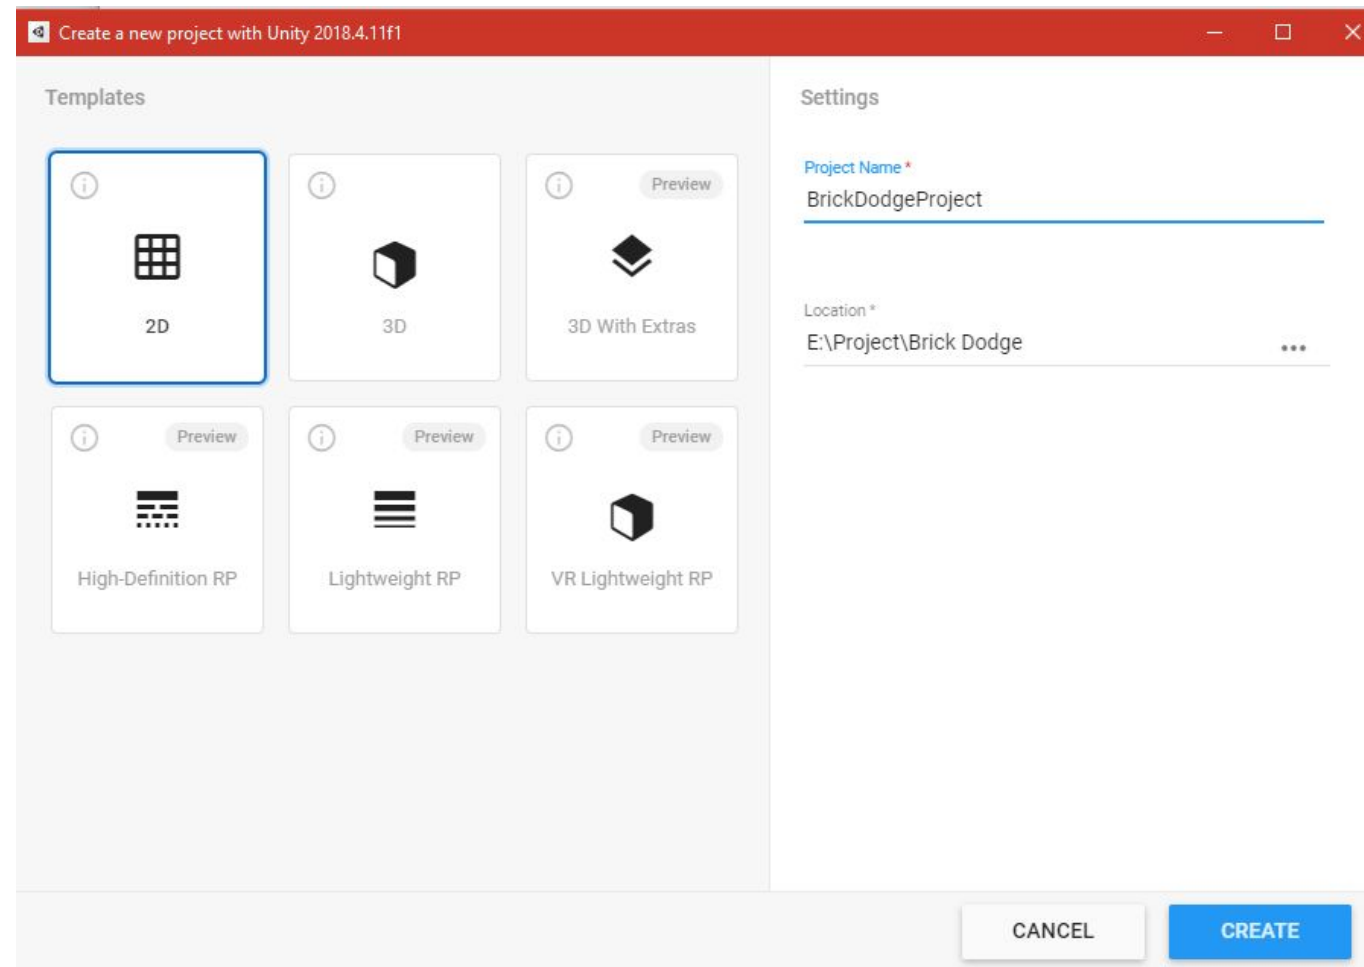 Create a new project with Unity 2018.4.11f1
Templates
2D
3D
Preview
3D With Extras
Preview
High-Definition RP
Preview
Lightweight RP
Preview
VR Lightweight RP
Settings
Project Name *
BrickDodgeProject
Location *
E:\Project\Brick Dodge
CANCEL
CREATE